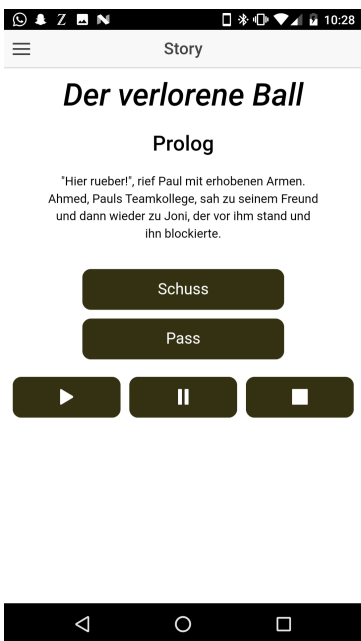 10:28
Story
Der verlorene Ball
Prolog
"Hier rueber!", rief Paul mit erhobenen Armen.
Ahmed, Pauls Teamkollege, sah zu seinem Freund
und dann wieder zu Joni, der vor ihm stand und
ihn blockierte.
Schuss
Pass